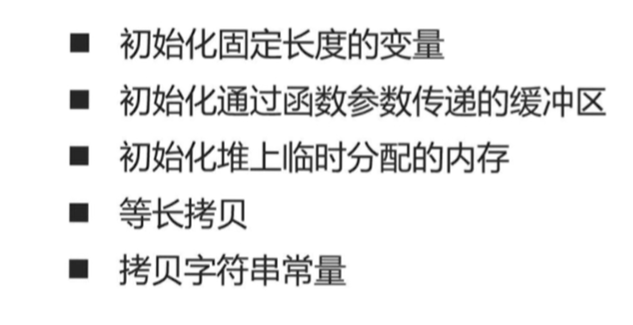 ■ 初始化固定长度的变量
■ 初始化通过函数参数传递的缓冲区
■ 初始化堆上临时分配的内存
■ 等长拷贝
■ 拷贝字符串常量